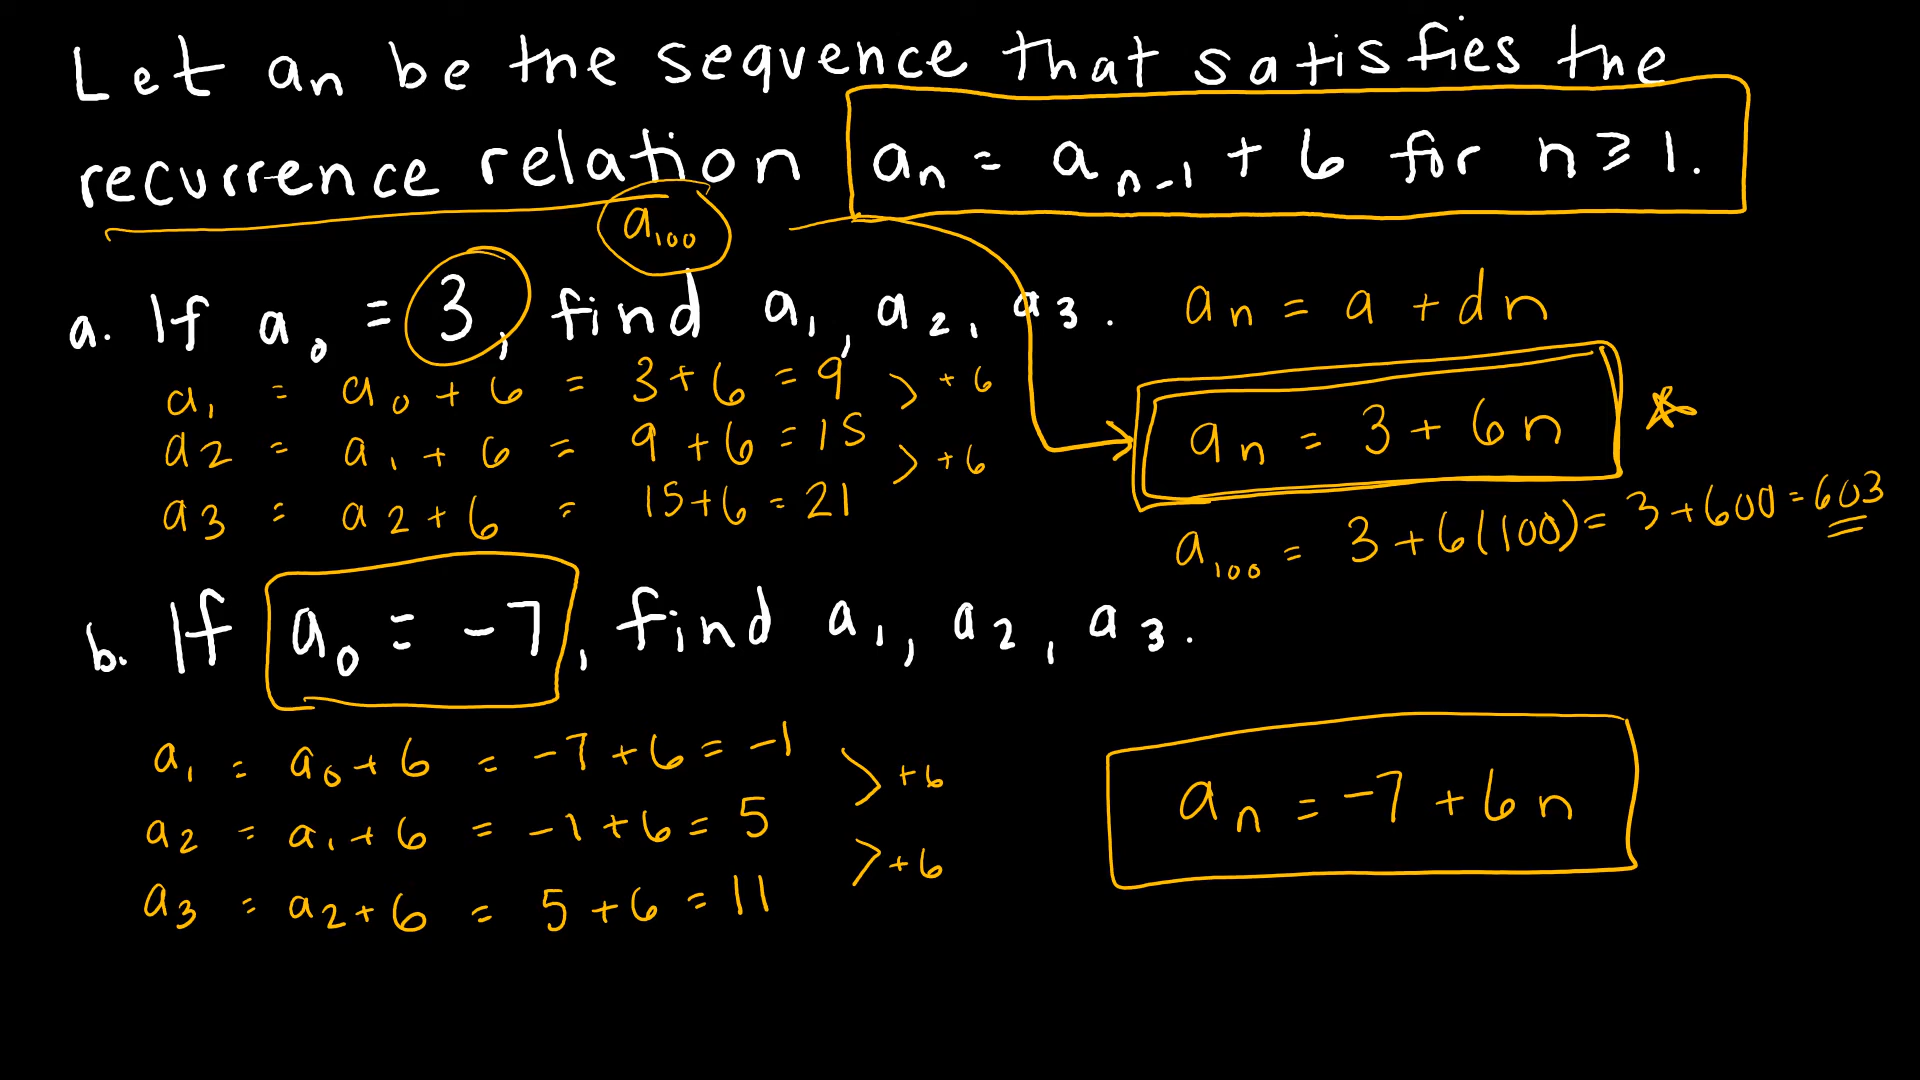 Let an be the sequence that satisfies the
recurrence relation an = an-1 + 6 for n ≥ 1.
a100
a. If a0 = 3, find a1, a2, a3.
an = a + dn
a1 = a0 + 6 = 3 + 6 = 9 > +6
a2 = a1 + 6 = 9 + 6 = 15 > +6
a3 = a2 + 6 = 15 + 6 = 21
an = 3 + 6n
a100 = 3 + 6(100) = 3 + 600 = 603
b. If a0 = -7, find a1, a2, a3.
a1 = a0 + 6 = -7 + 6 = -1 > +6
a2 = a1 + 6 = -1 + 6 = 5 > +6
a3 = a2 + 6 = 5 + 6 = 11
an = -7 + 6n